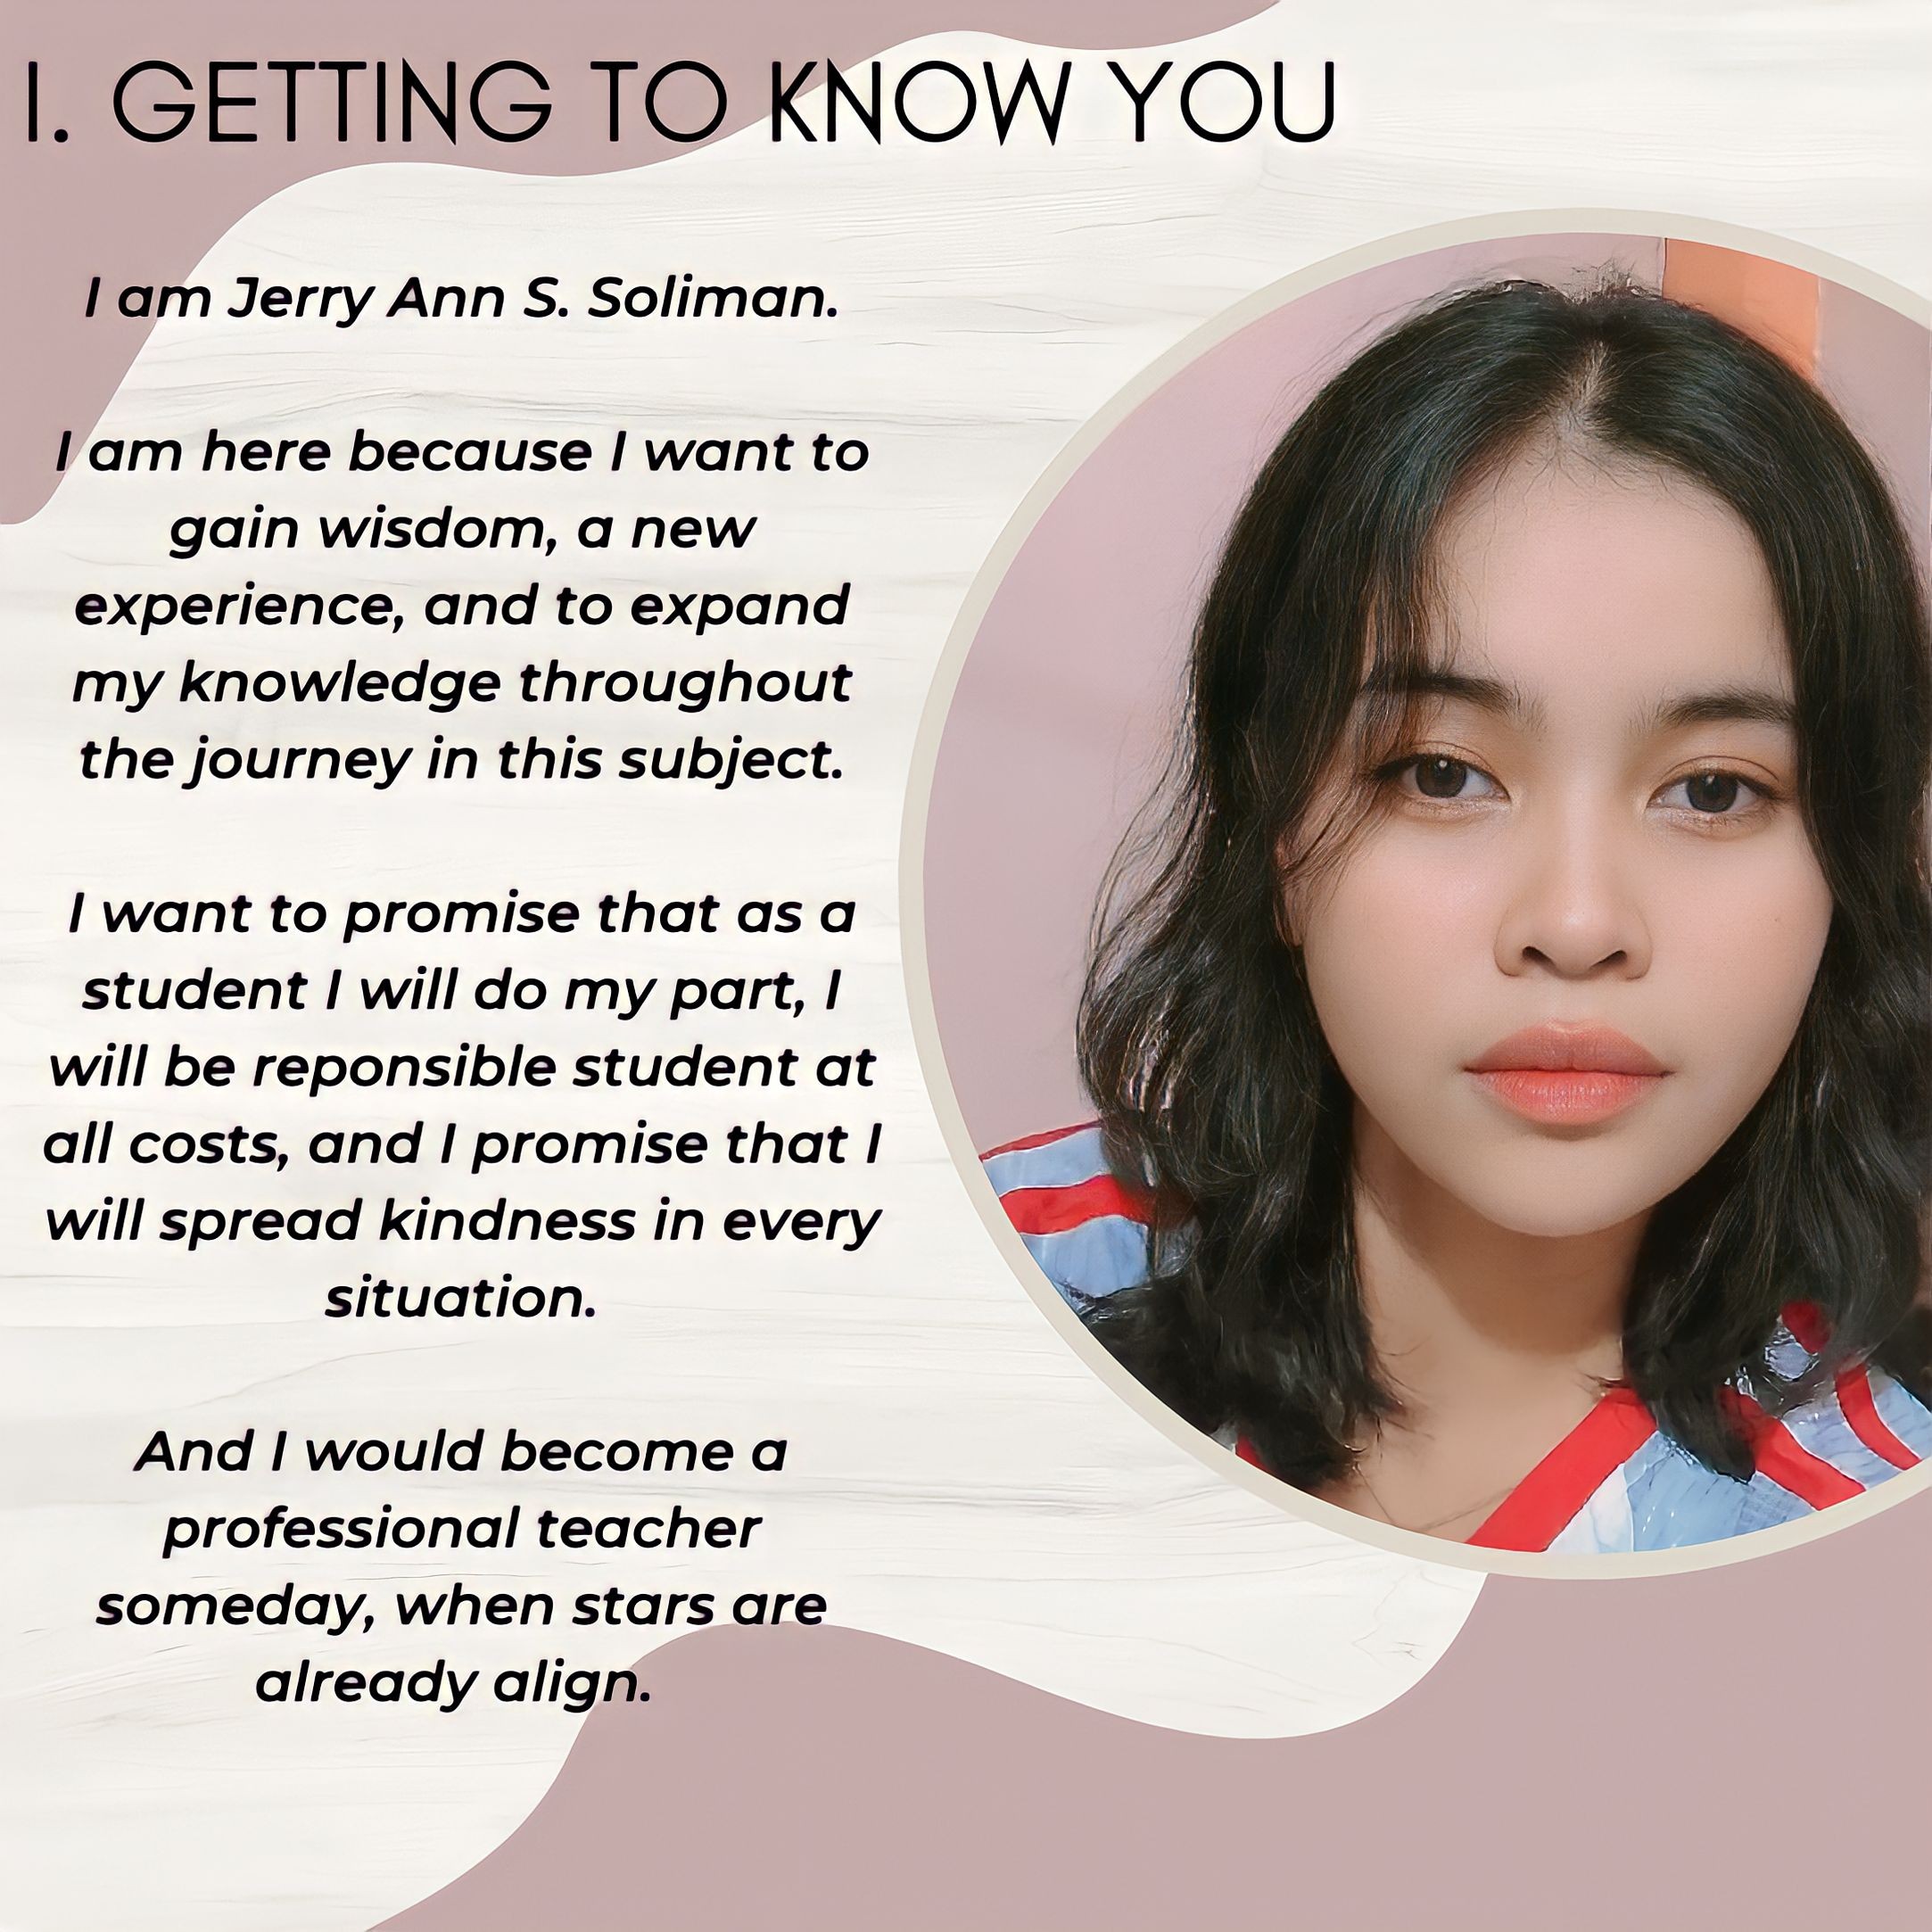 I. GETTING TO KNOW YOU
I am Jerry Ann S. Soliman.
I am here because I want to
gain wisdom, a new
experience, and to expand
my knowledge throughout
the journey in this subject.
I want to promise that as a
student I will do my part, I
will be reponsible student at
all costs, and I promise that I
will spread kindness in every
situation.
And I would become a
professional teacher
someday, when stars are
already align.